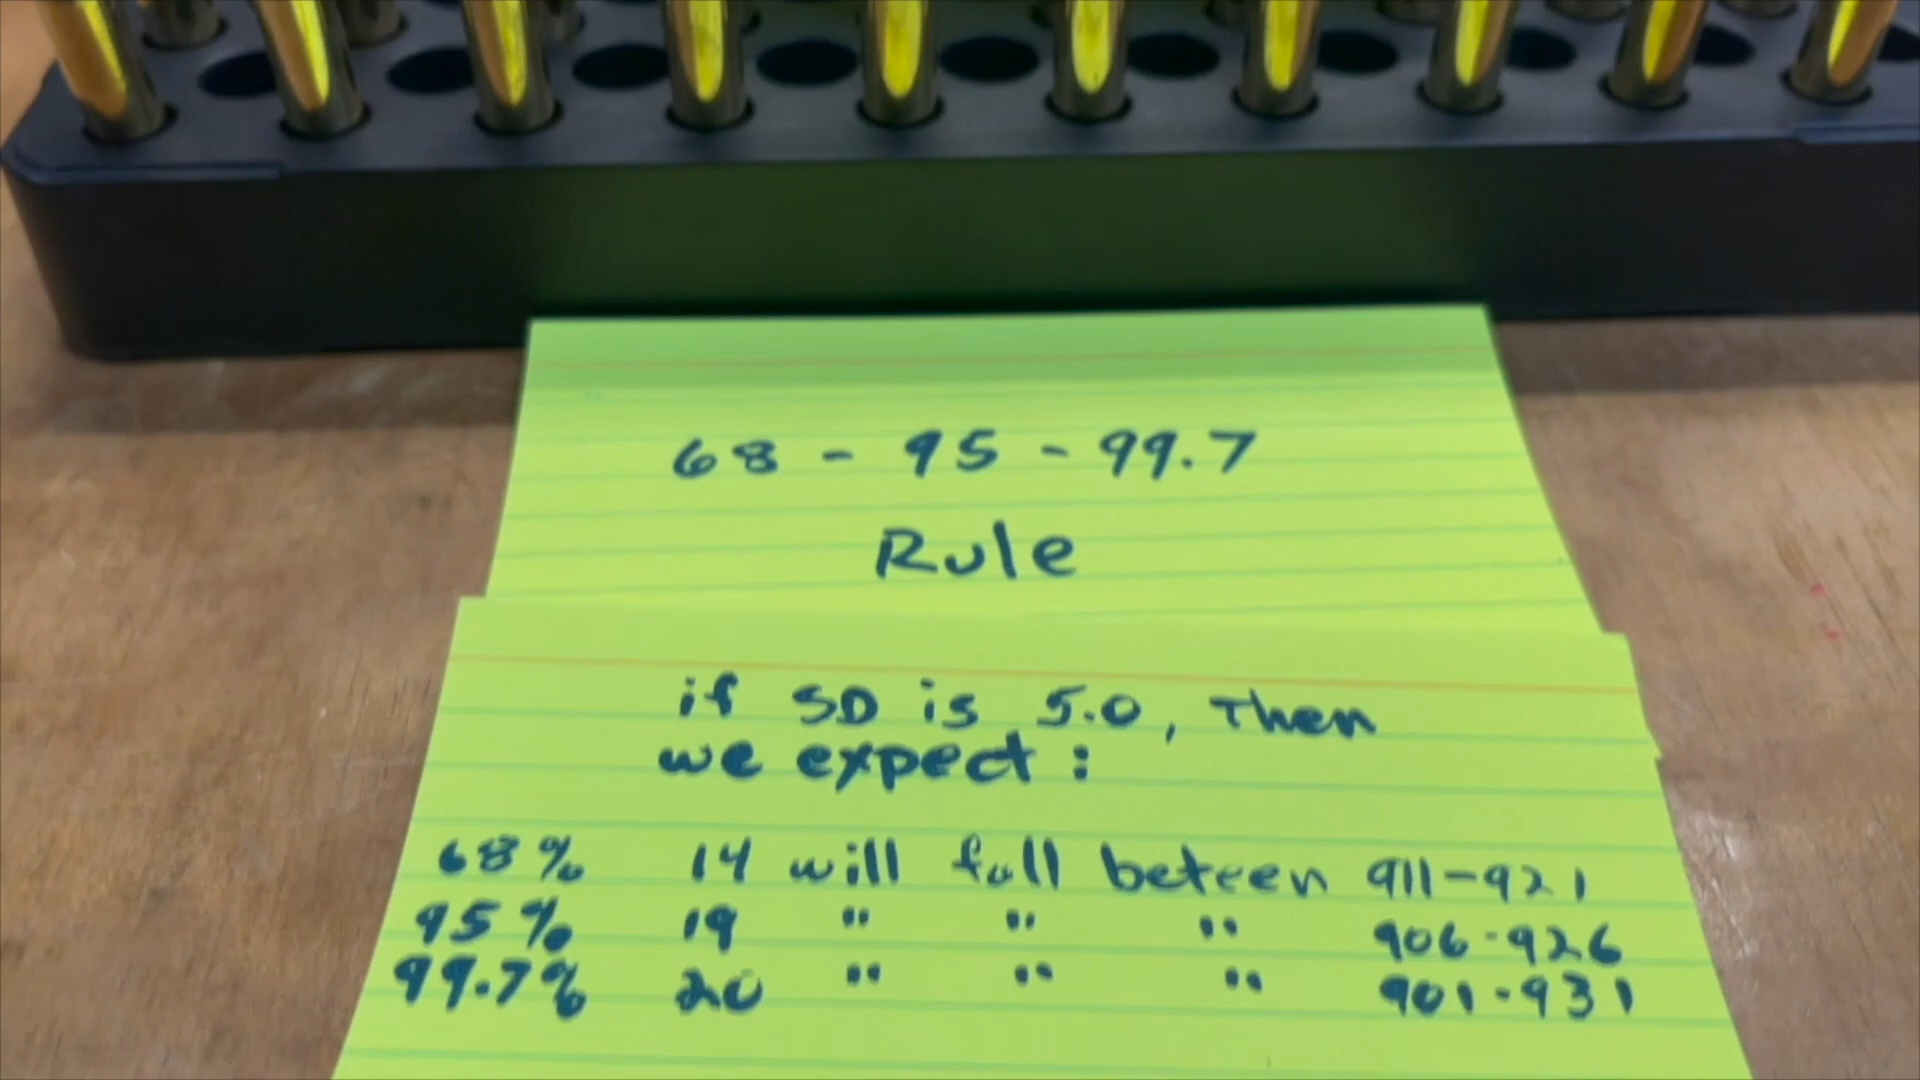 68 - 95 - 99.7
Rule
if SD is 5.0, Then
we expect:
68% 14 will fall beteen 911-921
95% 19 " " " 906-926
99.7% 20 " " " 901-931